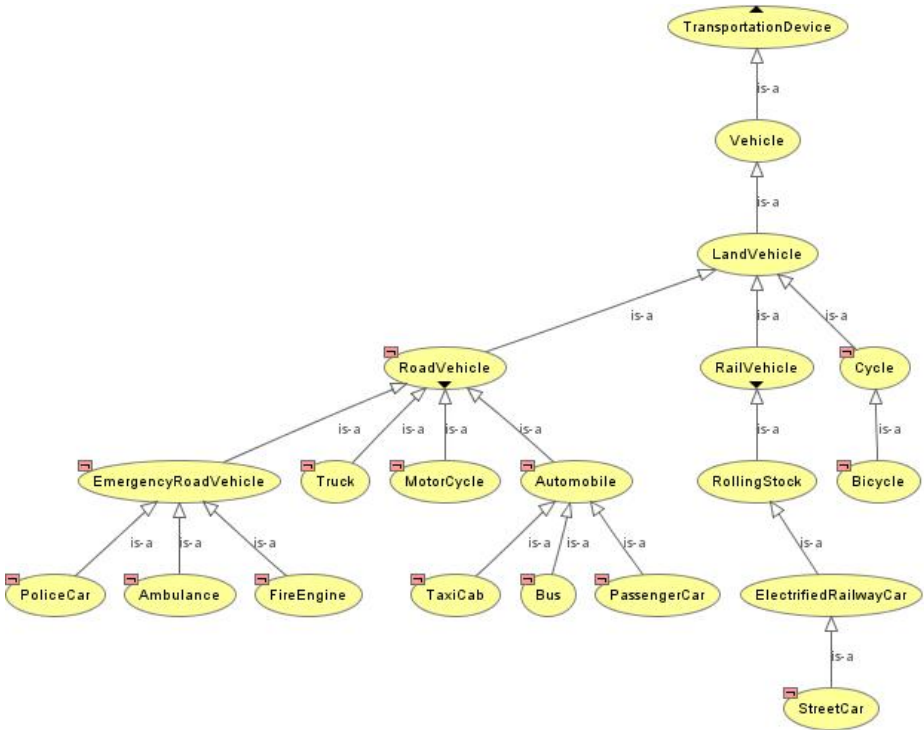 TransportationDevice
is-a
Vehicle
is-a
LandVehicle
is-a
is-a
is-a
RoadVehicle
RailVehicle
Cycle
is-a
is-a
is-a
is-a
is-a
is-a
EmergencyRoadVehicle
Truck
MotorCycle
Automobile
RollingStock
Bicycle
is-a
is-a
is-a
is-a
is-a
is-a
is-a
PoliceCar
Ambulance
FireEngine
TaxiCab
Bus
PassengerCar
ElectrifiedRailwayCar
is-a
StreetCar